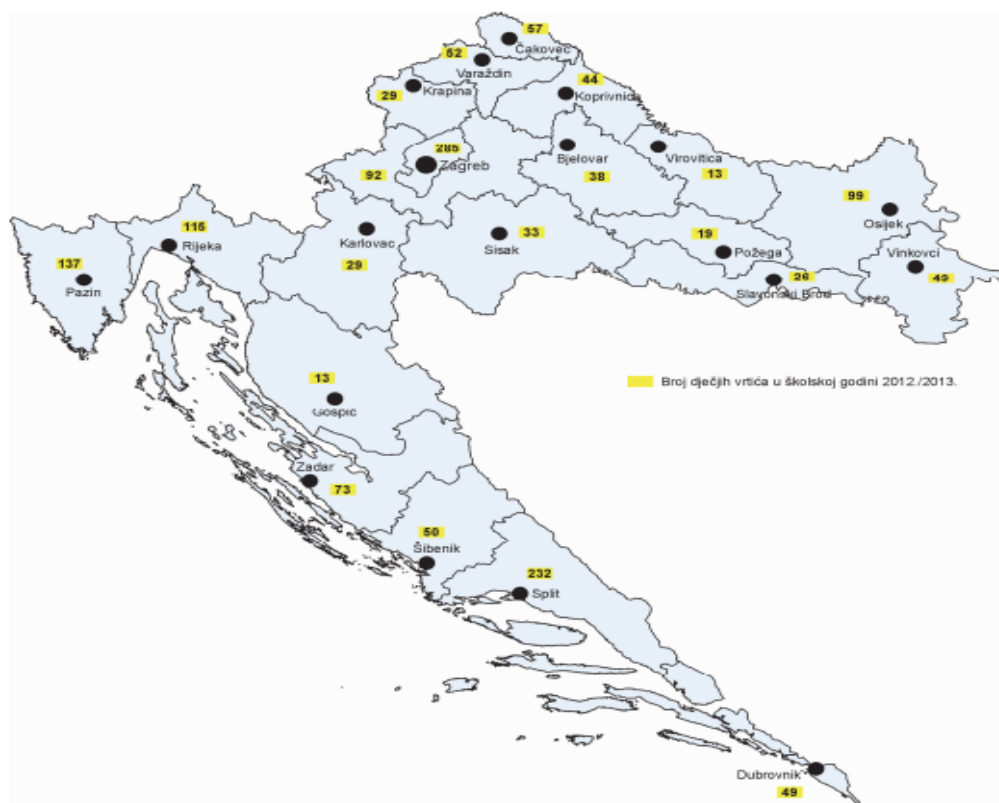 57
Čakovec
52
Varaždin
29
Krapina
44
Koprivnica
285
Zagreb
92
Bjelovar
38
Virovitica
13
99
Osijek
115
Rijeka
Karlovac
29
Sisak
33
19
Požega
Vinkovci
137
Pazin
26
Slavonski Brod
13
Gospić
Broj dječjih vrtića u školskoj godini 2012./2013.
Zadar
73
50
Šibenik
232
Split
Dubrovnik
49